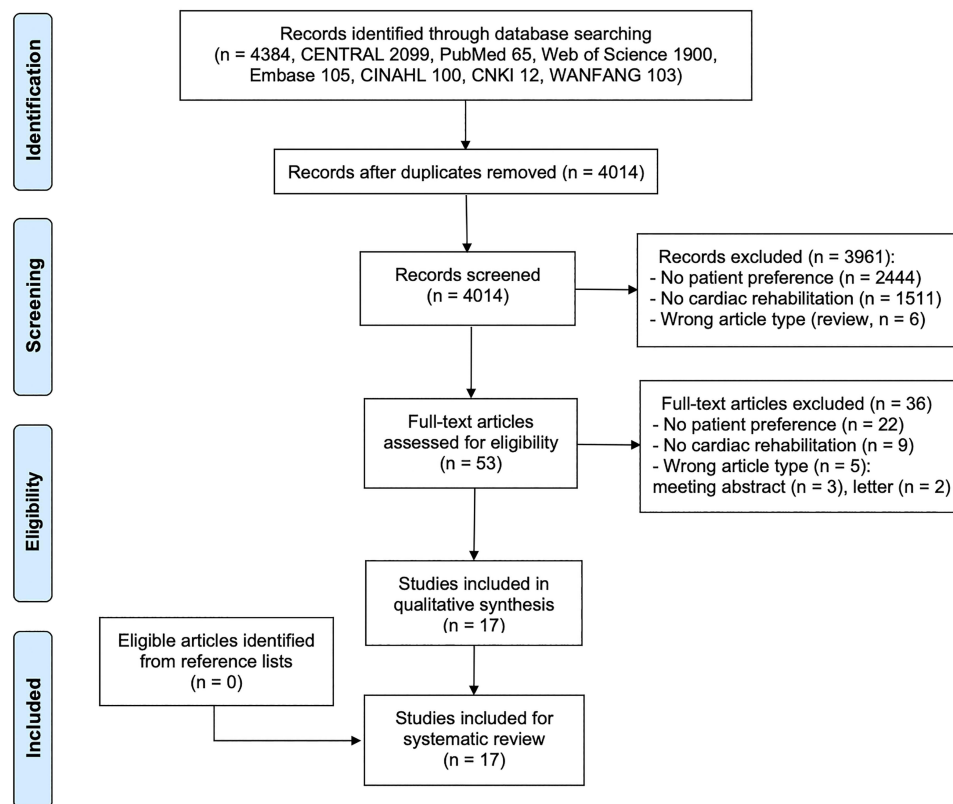 Identification
Records identified through database searching
(n = 4384, CENTRAL 2099, PubMed 65, Web of Science 1900,
Embase 105, CINAHL 100, CNKI 12, WANFANG 103)
Records after duplicates removed (n = 4014)
Screening
Records screened
(n = 4014)
Records excluded (n = 3961):
- No patient preference (n = 2444)
- No cardiac rehabilitation (n = 1511)
- Wrong article type (review, n = 6)
Eligibility
Full-text articles
assessed for eligibility
(n = 53)
Full-text articles excluded (n = 36)
- No patient preference (n = 22)
- No cardiac rehabilitation (n = 9)
- Wrong article type (n = 5):
meeting abstract (n = 3), letter (n = 2)
Studies included in
qualitative synthesis
(n = 17)
Included
Eligible articles identified
from reference lists
(n = 0)
Studies included for
systematic review
(n = 17)